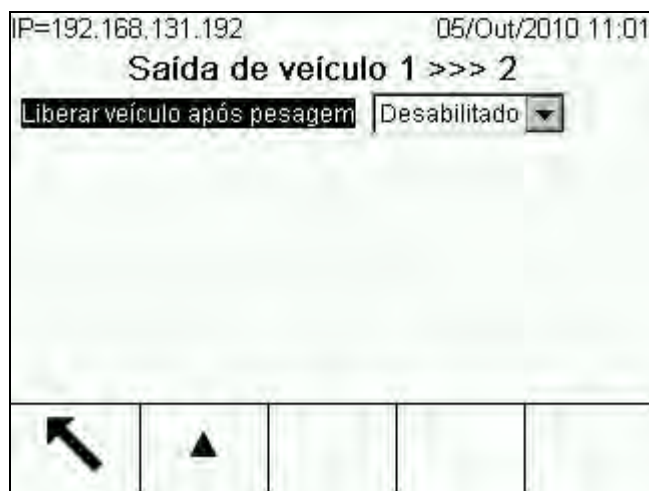 IP=192.168.131.192 05/Out/2010 11:01
Saída de veículo 1 >>> 2
Liberar veículo após pesagem Desabilitado